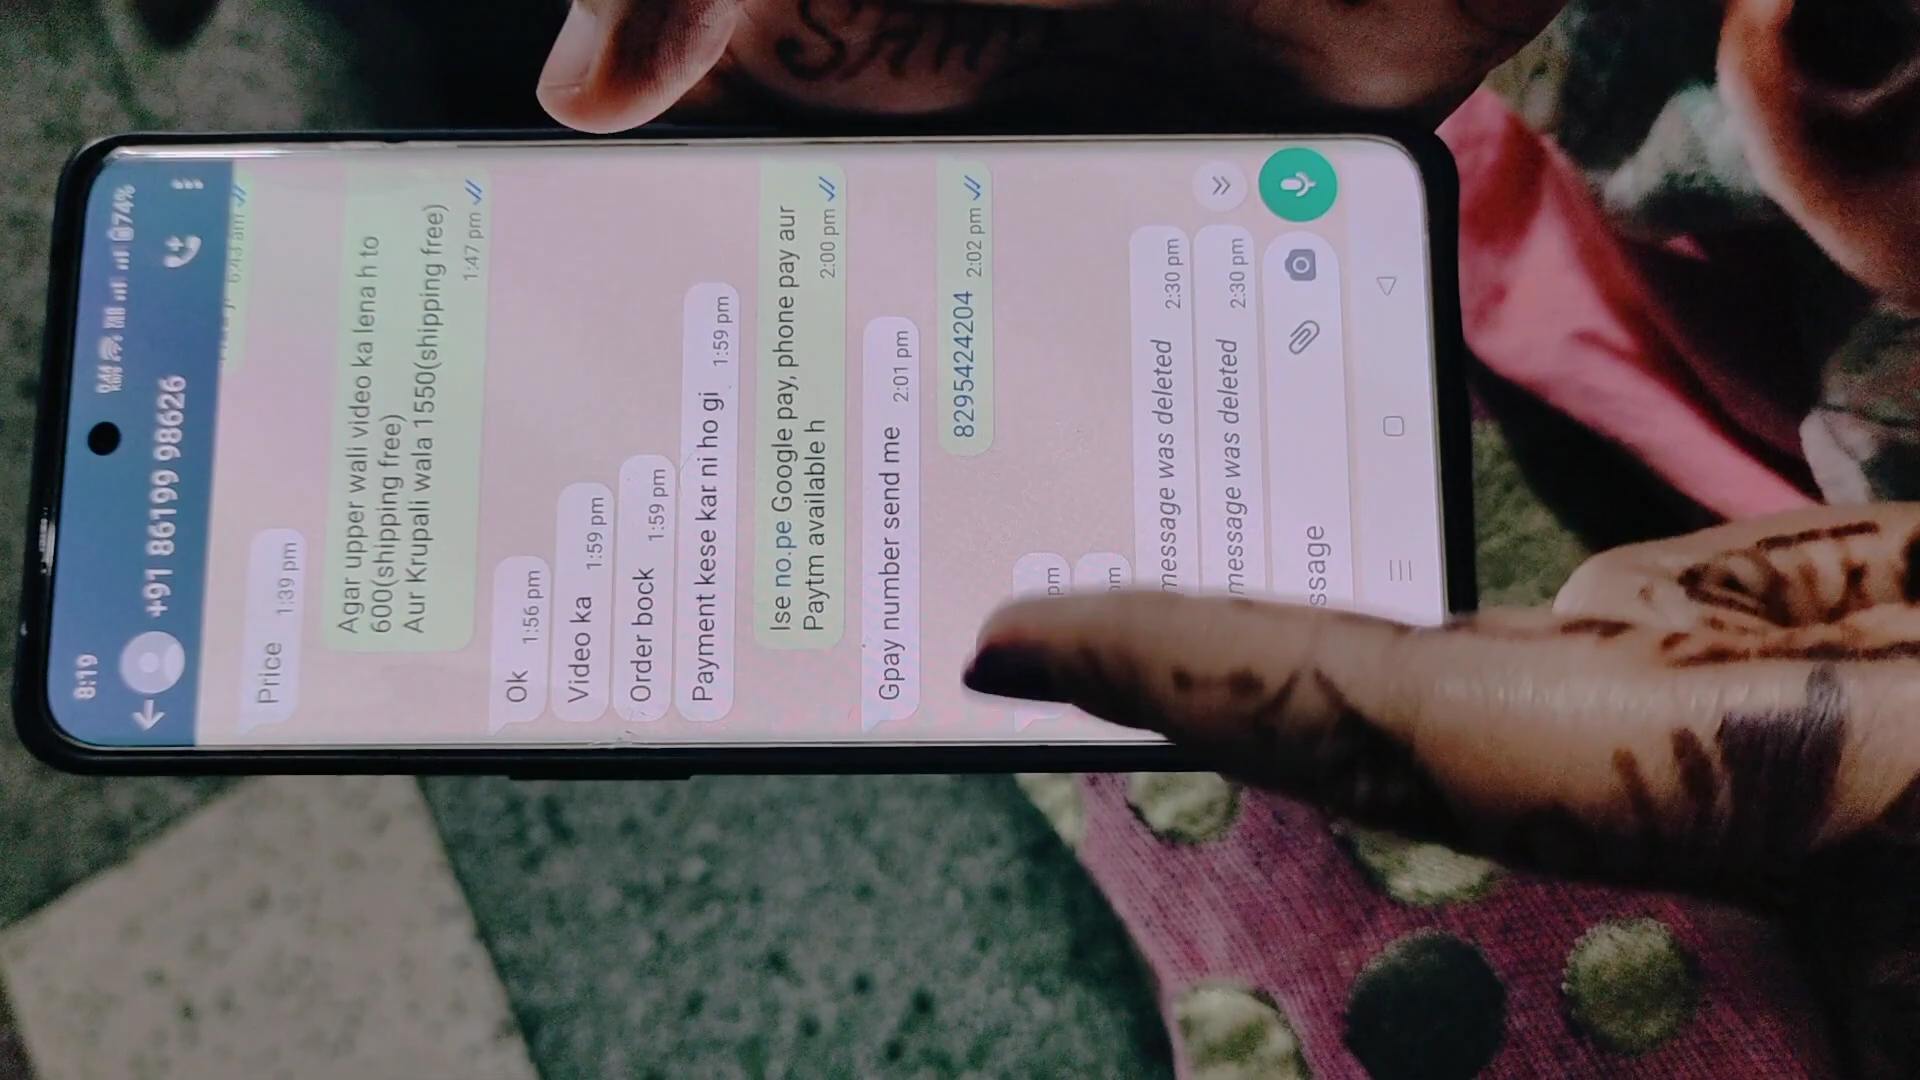 SAN
8:19
74%
+91 86199 98626
Price 1:39 pm
Agar upper wali video ka lena h to
600(shipping free)
Aur Krupali wala 1550(shipping free)
1:47 pm
Ok 1:56 pm
Video ka 1:59 pm
Order bock 1:59 pm
Payment kese kar ni ho gi 1:59 pm
Ise no.pe Google pay, phone pay aur
Paytm available h 2:00 pm
Gpay number send me 2:01 pm
8295424204 2:02 pm
pm
pm
message was deleted 2:30 pm
message was deleted 2:30 pm
ssage